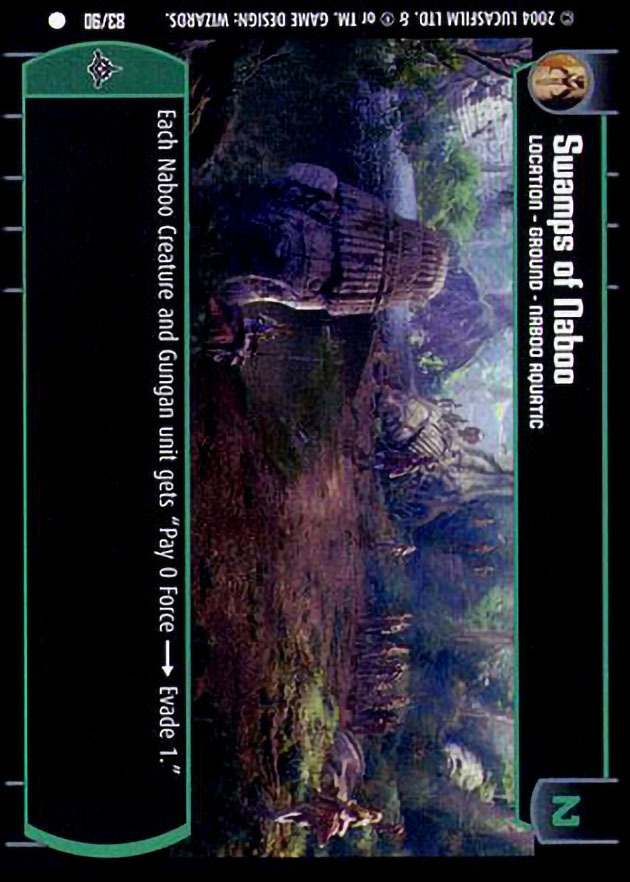 Swamps of Naboo
LOCATION - GROUND - NABOO AQUATIC
2
Each Naboo Creature and Gungan unit gets “Pay 0 Force → Evade 1.”
© 2004 LUCASFILM LTD. & ® or TM. GAME DESIGN: WIZARDS.
83/90